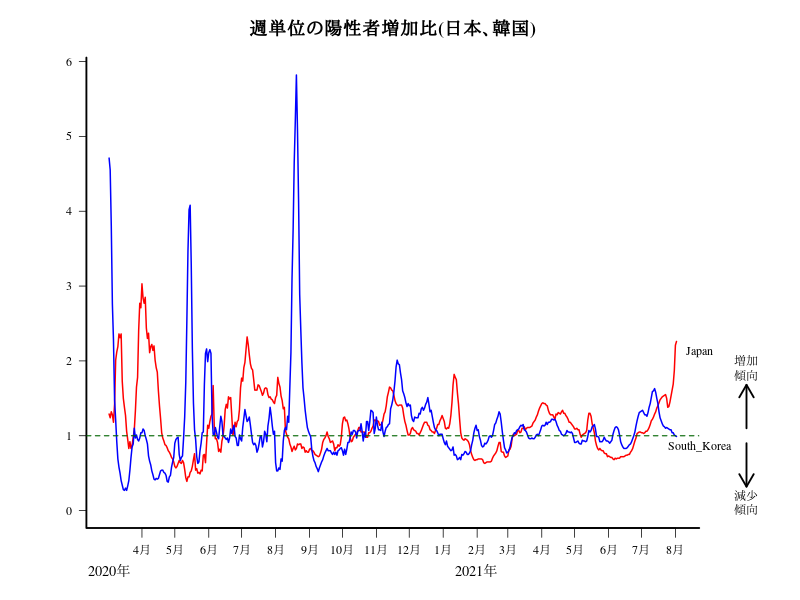 週単位の陽性者増加比(日本、韓国)
6
5
4
3
2
1
0
Japan
South_Korea
増加
傾向
減少
傾向
4月 5月 6月 7月 8月 9月 10月 11月 12月 1月 2月 3月 4月 5月 6月 7月 8月
2020年 2021年